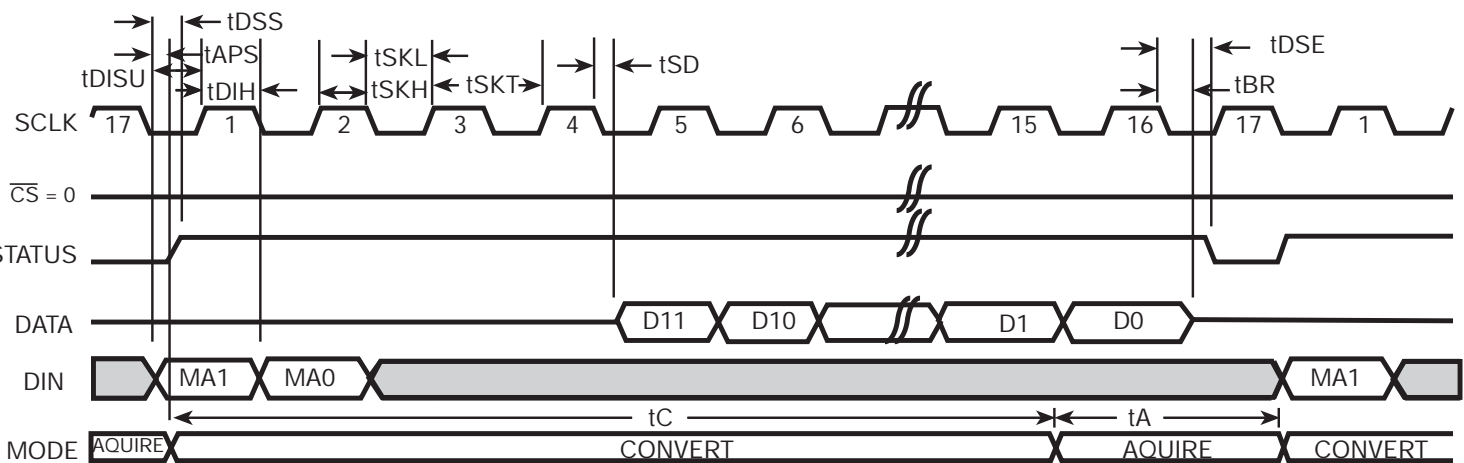 tDSS
tAPS
tDISU
tDIH
tSKL
tSKH
tSKT
tSD
tDSE
tBR
SCLK 17 1 2 3 4 5 6 15 16 17 1
CS = 0
STATUS
DATA D11 D10 D1 D0
DIN MA1 MA0 MA1
tC tA
MODE AQUIRE CONVERT AQUIRE CONVERT